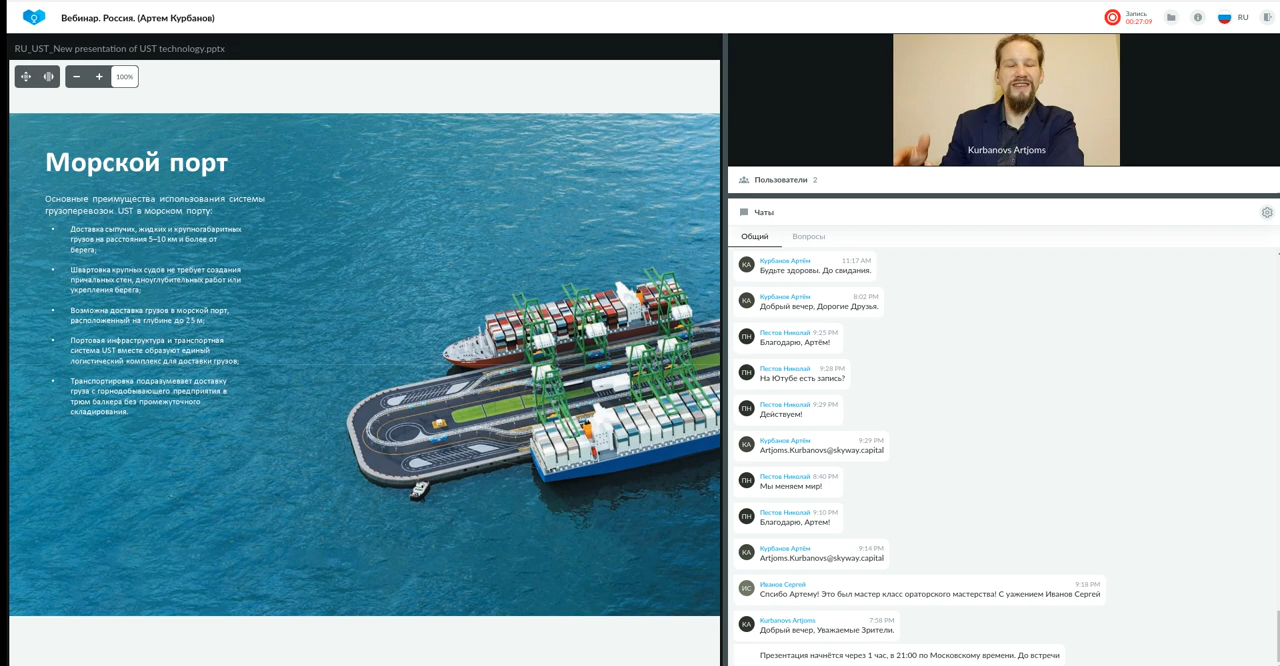 Вебинар. Россия. (Артем Курбанов)
Запись
00:27:09
RU
RU_UST_New presentation of UST technology.pptx
100%
Морской порт
Основные преимущества использования системы
грузоперевозок UST в морском порту:
• Доставка сыпучих, жидких и крупногабаритных
грузов на расстояния 5–10 км и более от
берега;
• Швартовка крупных судов не требует создания
причальных стен, дноуглубительных работ или
укрепления берега;
• Возможна доставка грузов в морской порт,
расположенный на глубине до 25 м;
Портовая инфраструктура и транспортная
система UST вместе образуют единый
логистический комплекс для доставки грузов;
• Транспортировка подразумевает доставку
груза с горнодобывающего предприятия в
трюм балкера без промежуточного
складирования.
Kurbanovs Artjoms
Пользователи 2
Чаты
Общий Вопросы
КА Курбанов Артём 11:17 AM
Будьте здоровы. До свидания.
КА Курбанов Артём 8:02 PM
Добрый вечер, Дорогие Друзья.
ПН Пестов Николай 9:25 PM
Благодарю, Артём!
ПН Пестов Николай 9:28 PM
На Ютубе есть запись?
ПН Пестов Николай 9:29 PM
Действуем!
КА Курбанов Артём 9:29 PM
Artjoms.Kurbanovs@skyway.capital
ПН Пестов Николай 8:40 PM
Мы меняем мир!
ПН Пестов Николай 9:10 PM
Благодарю, Артем!
КА Курбанов Артём 9:14 PM
Artjoms.Kurbanovs@skyway.capital
ИС Иванов Сергей 9:18 PM
Спсибо Артему! Это был мастер класс ораторского мастерства! С уажением Иванов Сергей
KA Kurbanovs Artjoms 7:58 PM
Добрый вечер, Уважаемые Зрители.
Презентация начнётся через 1 час, в 21:00 по Московскому времени. До встречи